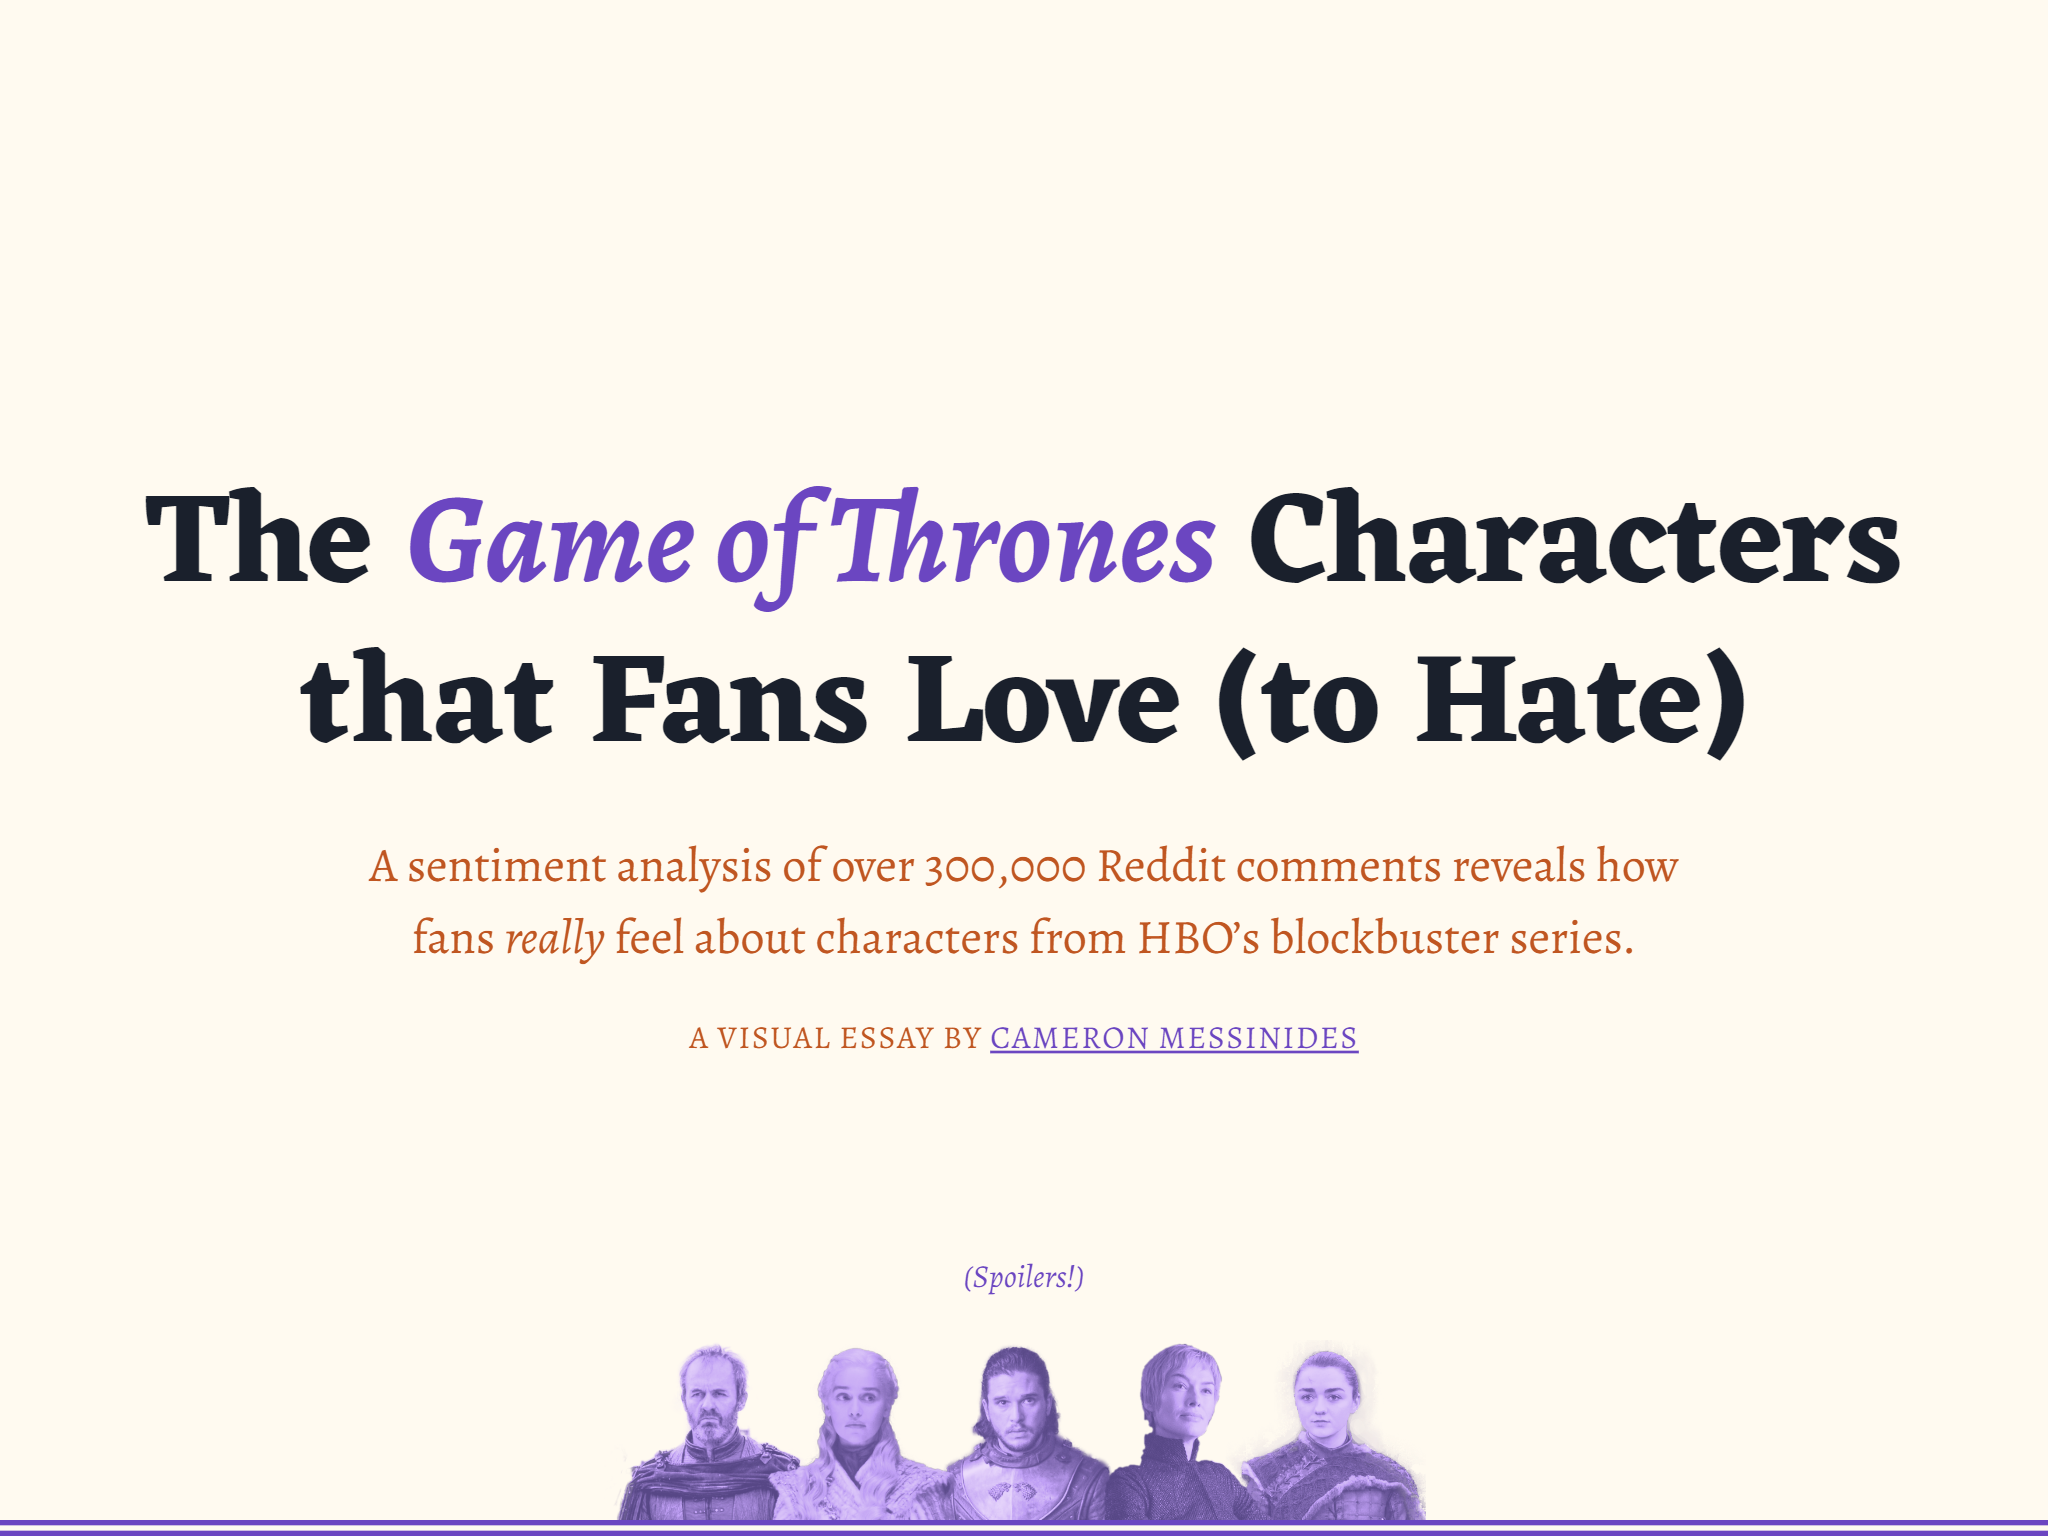 The Game of Thrones Characters
that Fans Love (to Hate)
A sentiment analysis of over 300,000 Reddit comments reveals how
fans really feel about characters from HBO’s blockbuster series.
A VISUAL ESSAY BY CAMERON MESSINIDES
(Spoilers!)